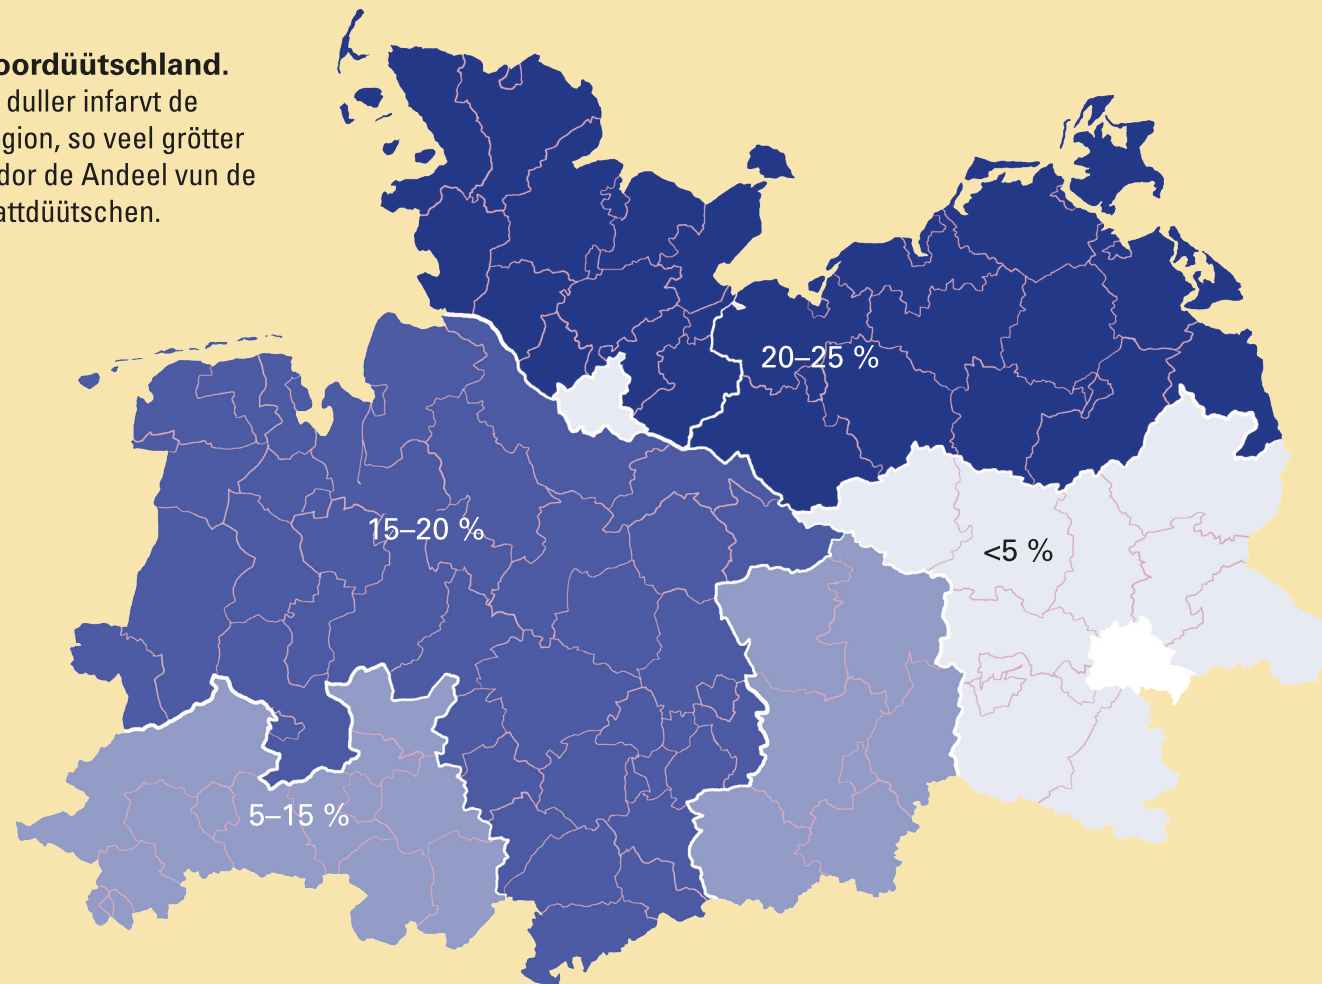 oordüütschland.
duller infarvt de
gion, so veel grötter
dor de Andeel vun de
attdüütschen.
20–25 %
15–20 %
<5 %
5–15 %